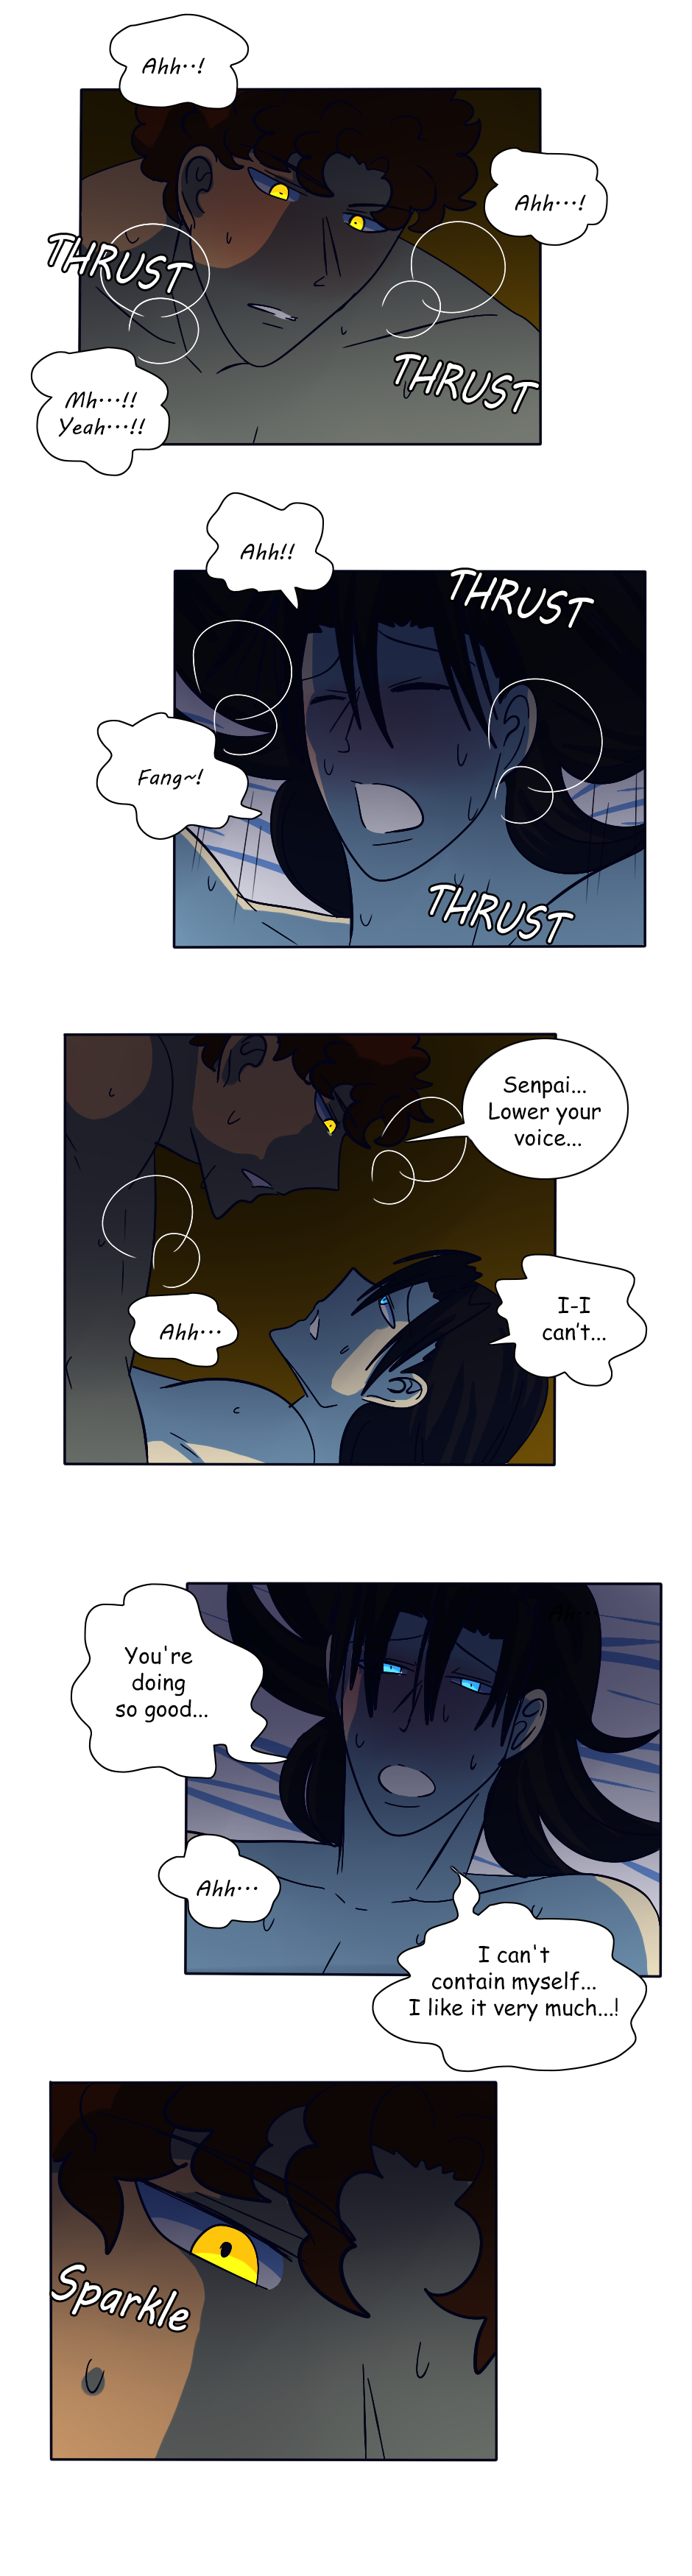 Ahh··!
Ahh···!
THRUST
THRUST
Mh···!!
Yeah···!!
Ahh!!
THRUST
Fang~!
THRUST
Senpai...
Lower your
voice...
I-I
can't...
Ahh···
Ah···
You're
doing
so good...
Ahh···
I can't
contain myself...
I like it very much...!
Sparkle